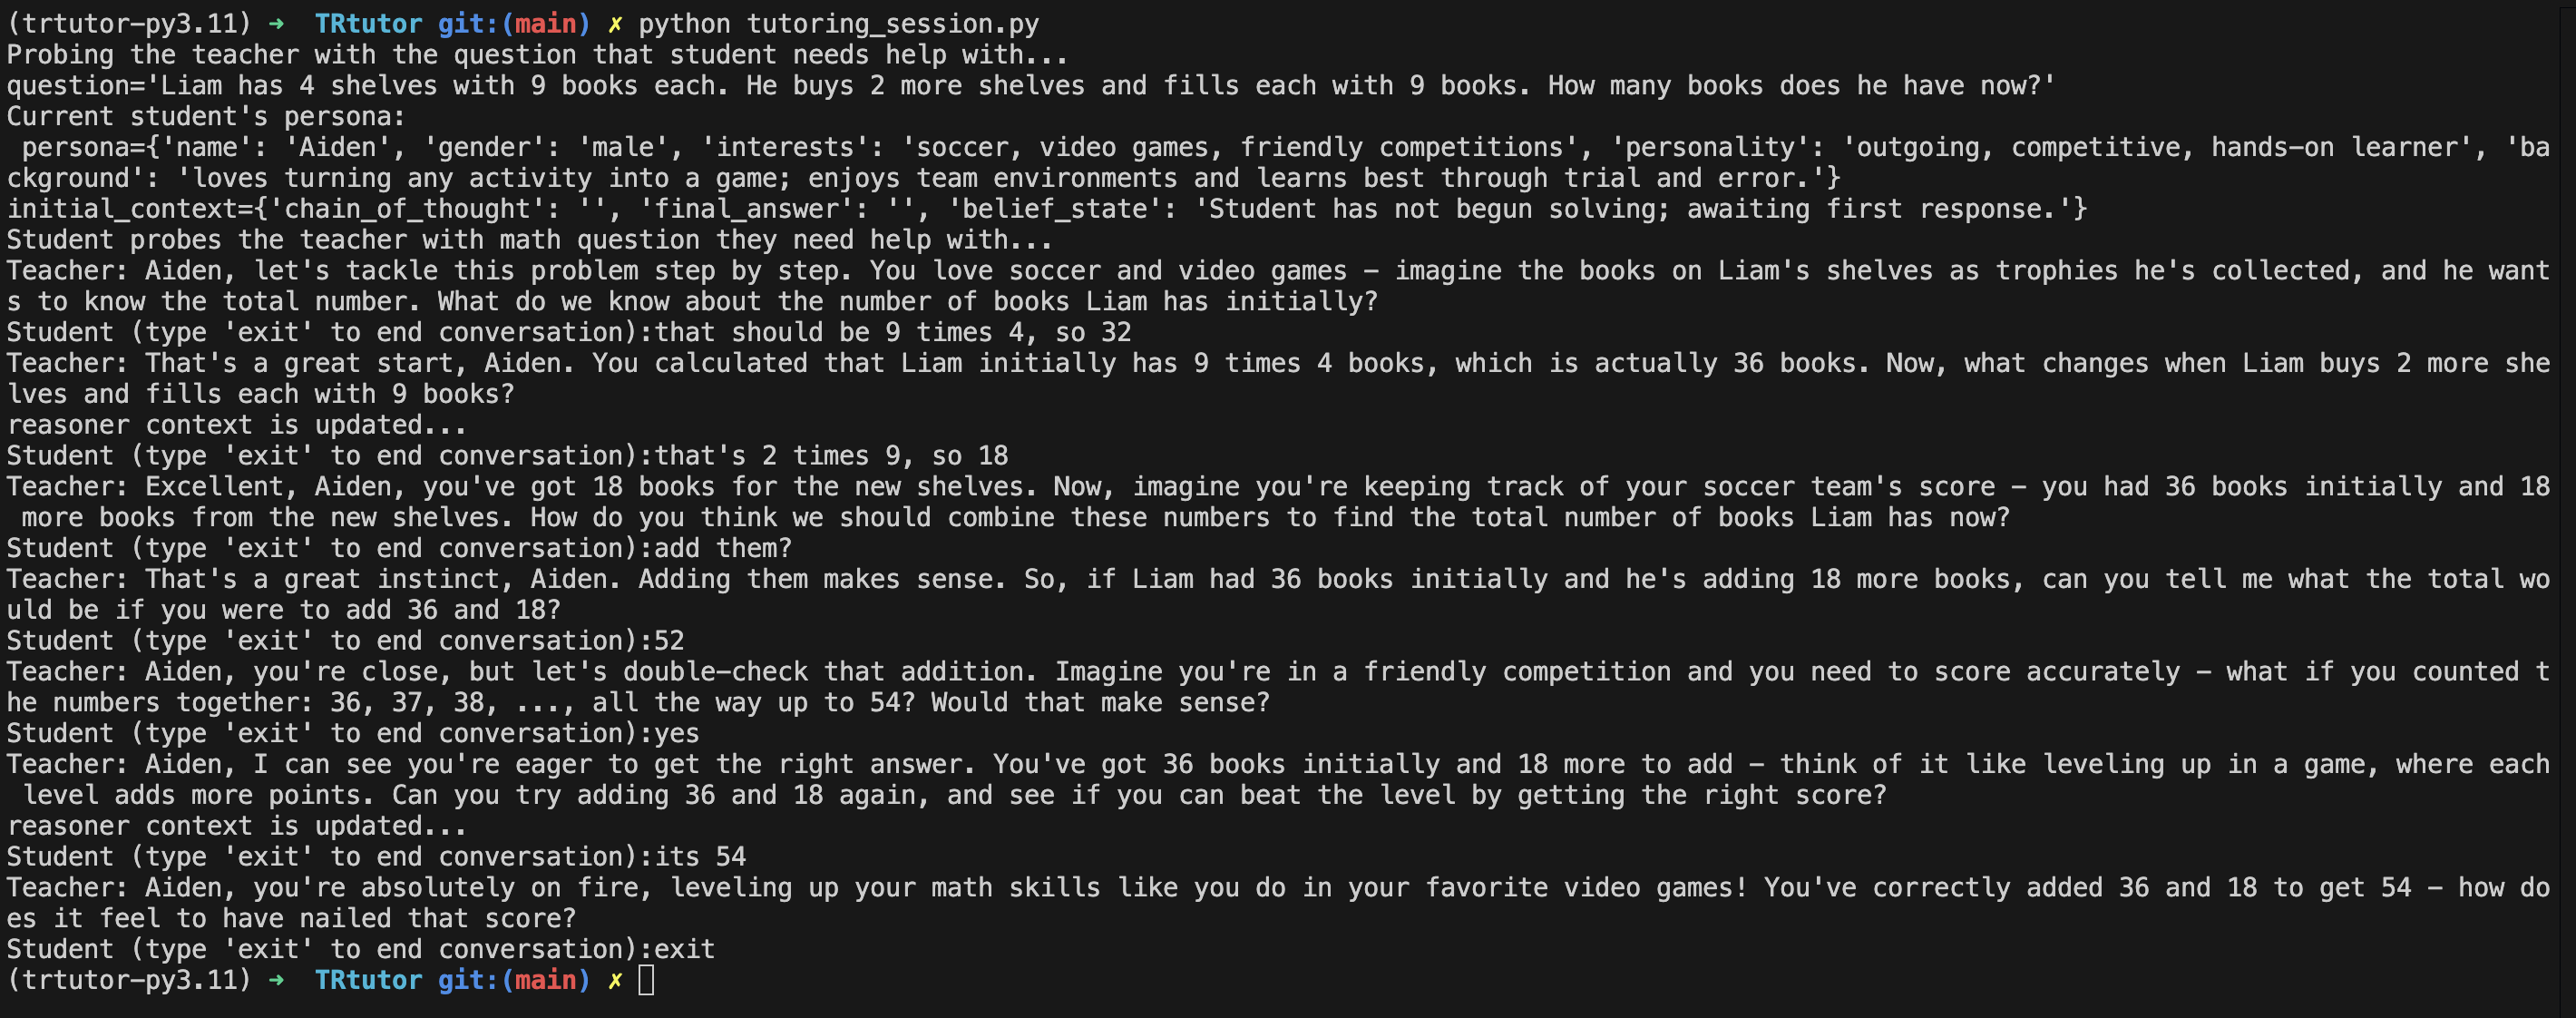 (trtutor-py3.11) ➜  TRtutor git:(main) ✗ python tutoring_session.py
Probing the teacher with the question that student needs help with...
question='Liam has 4 shelves with 9 books each. He buys 2 more shelves and fills each with 9 books. How many books does he have now?'
Current student's persona:
 persona={'name': 'Aiden', 'gender': 'male', 'interests': 'soccer, video games, friendly competitions', 'personality': 'outgoing, competitive, hands-on learner', 'ba
ckground': 'loves turning any activity into a game; enjoys team environments and learns best through trial and error.'}
initial_context={'chain_of_thought': '', 'final_answer': '', 'belief_state': 'Student has not begun solving; awaiting first response.'}
Student probes the teacher with math question they need help with...
Teacher: Aiden, let's tackle this problem step by step. You love soccer and video games – imagine the books on Liam's shelves as trophies he's collected, and he want
s to know the total number. What do we know about the number of books Liam has initially?
Student (type 'exit' to end conversation):that should be 9 times 4, so 32
Teacher: That's a great start, Aiden. You calculated that Liam initially has 9 times 4 books, which is actually 36 books. Now, what changes when Liam buys 2 more she
lves and fills each with 9 books?
reasoner context is updated...
Student (type 'exit' to end conversation):that's 2 times 9, so 18
Teacher: Excellent, Aiden, you've got 18 books for the new shelves. Now, imagine you're keeping track of your soccer team's score – you had 36 books initially and 18
 more books from the new shelves. How do you think we should combine these numbers to find the total number of books Liam has now?
Student (type 'exit' to end conversation):add them?
Teacher: That's a great instinct, Aiden. Adding them makes sense. So, if Liam had 36 books initially and he's adding 18 more books, can you tell me what the total wo
uld be if you were to add 36 and 18?
Student (type 'exit' to end conversation):52
Teacher: Aiden, you're close, but let's double-check that addition. Imagine you're in a friendly competition and you need to score accurately – what if you counted t
he numbers together: 36, 37, 38, ..., all the way up to 54? Would that make sense?
Student (type 'exit' to end conversation):yes
Teacher: Aiden, I can see you're eager to get the right answer. You've got 36 books initially and 18 more to add – think of it like leveling up in a game, where each
 level adds more points. Can you try adding 36 and 18 again, and see if you can beat the level by getting the right score?
reasoner context is updated...
Student (type 'exit' to end conversation):its 54
Teacher: Aiden, you're absolutely on fire, leveling up your math skills like you do in your favorite video games! You've correctly added 36 and 18 to get 54 – how do
es it feel to have nailed that score?
Student (type 'exit' to end conversation):exit
(trtutor-py3.11) ➜  TRtutor git:(main) ✗